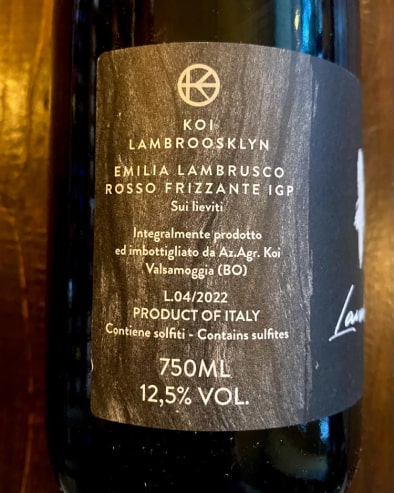 KOI
LAMBROOSKLYN
EMILIA LAMBRUSCO
ROSSO FRIZZANTE IGP
Sui lieviti
Integralmente prodotto
ed imbottigliato da Az.Agr. Koi
Valsamoggia (BO)
L.04/2022
PRODUCT OF ITALY
Contiene solfiti - Contains sulfites
750ML
12,5% VOL.